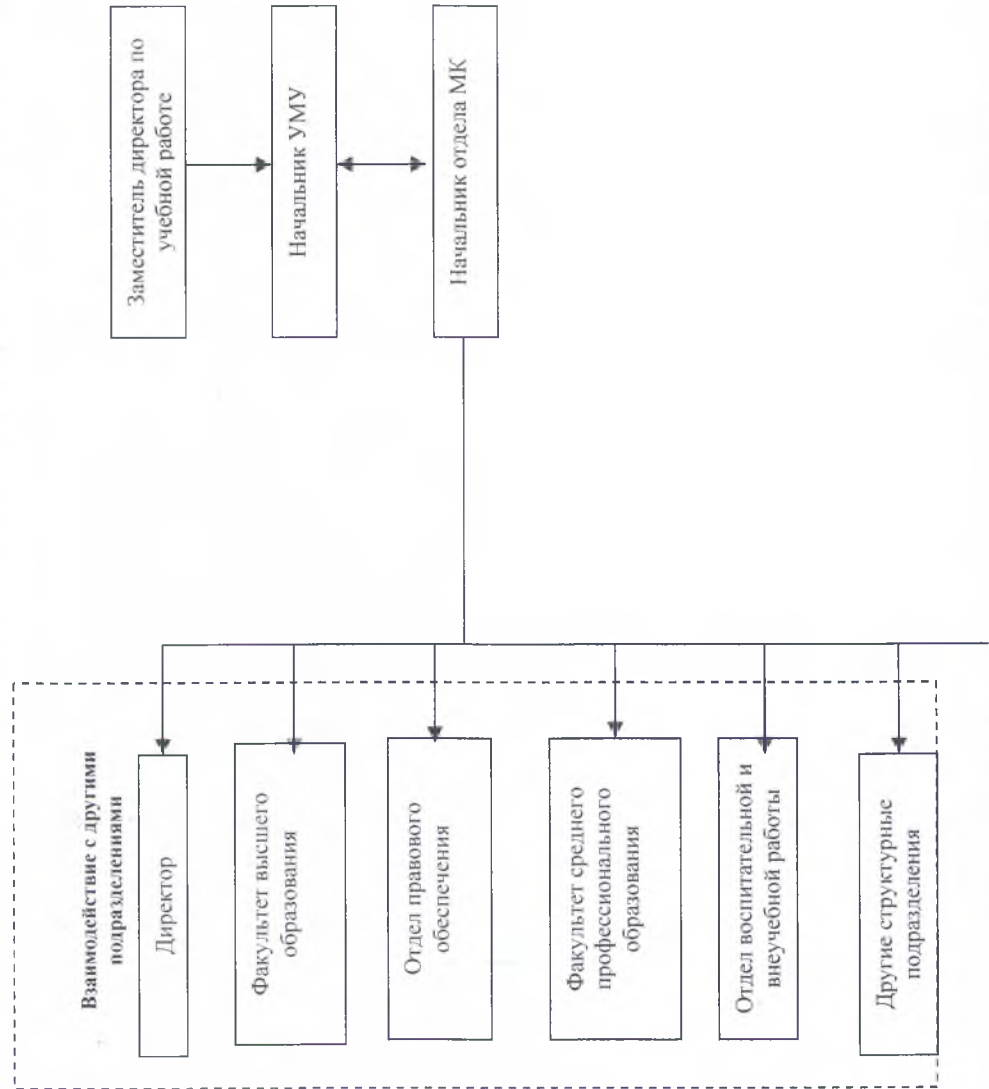 Заместитель директора по
учебной работе
Начальник УМУ
Начальник отдела МК
Взаимодействие с другими
подразделениями
Директор
Факультет высшего
образования
Отдел правового
обеспечения
Факультет среднего
профессионального
образования
Отдел воспитательной и
внеучебной работы
Другие структурные
подразделения